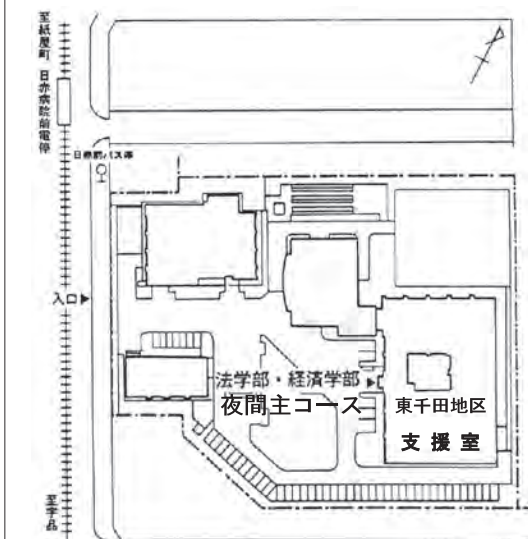 至紙屋町
日赤病院前電停
日赤前バス停
入口▶
法学部・経済学部▶
夜間主コース
東千田地区
支援室
至宇品